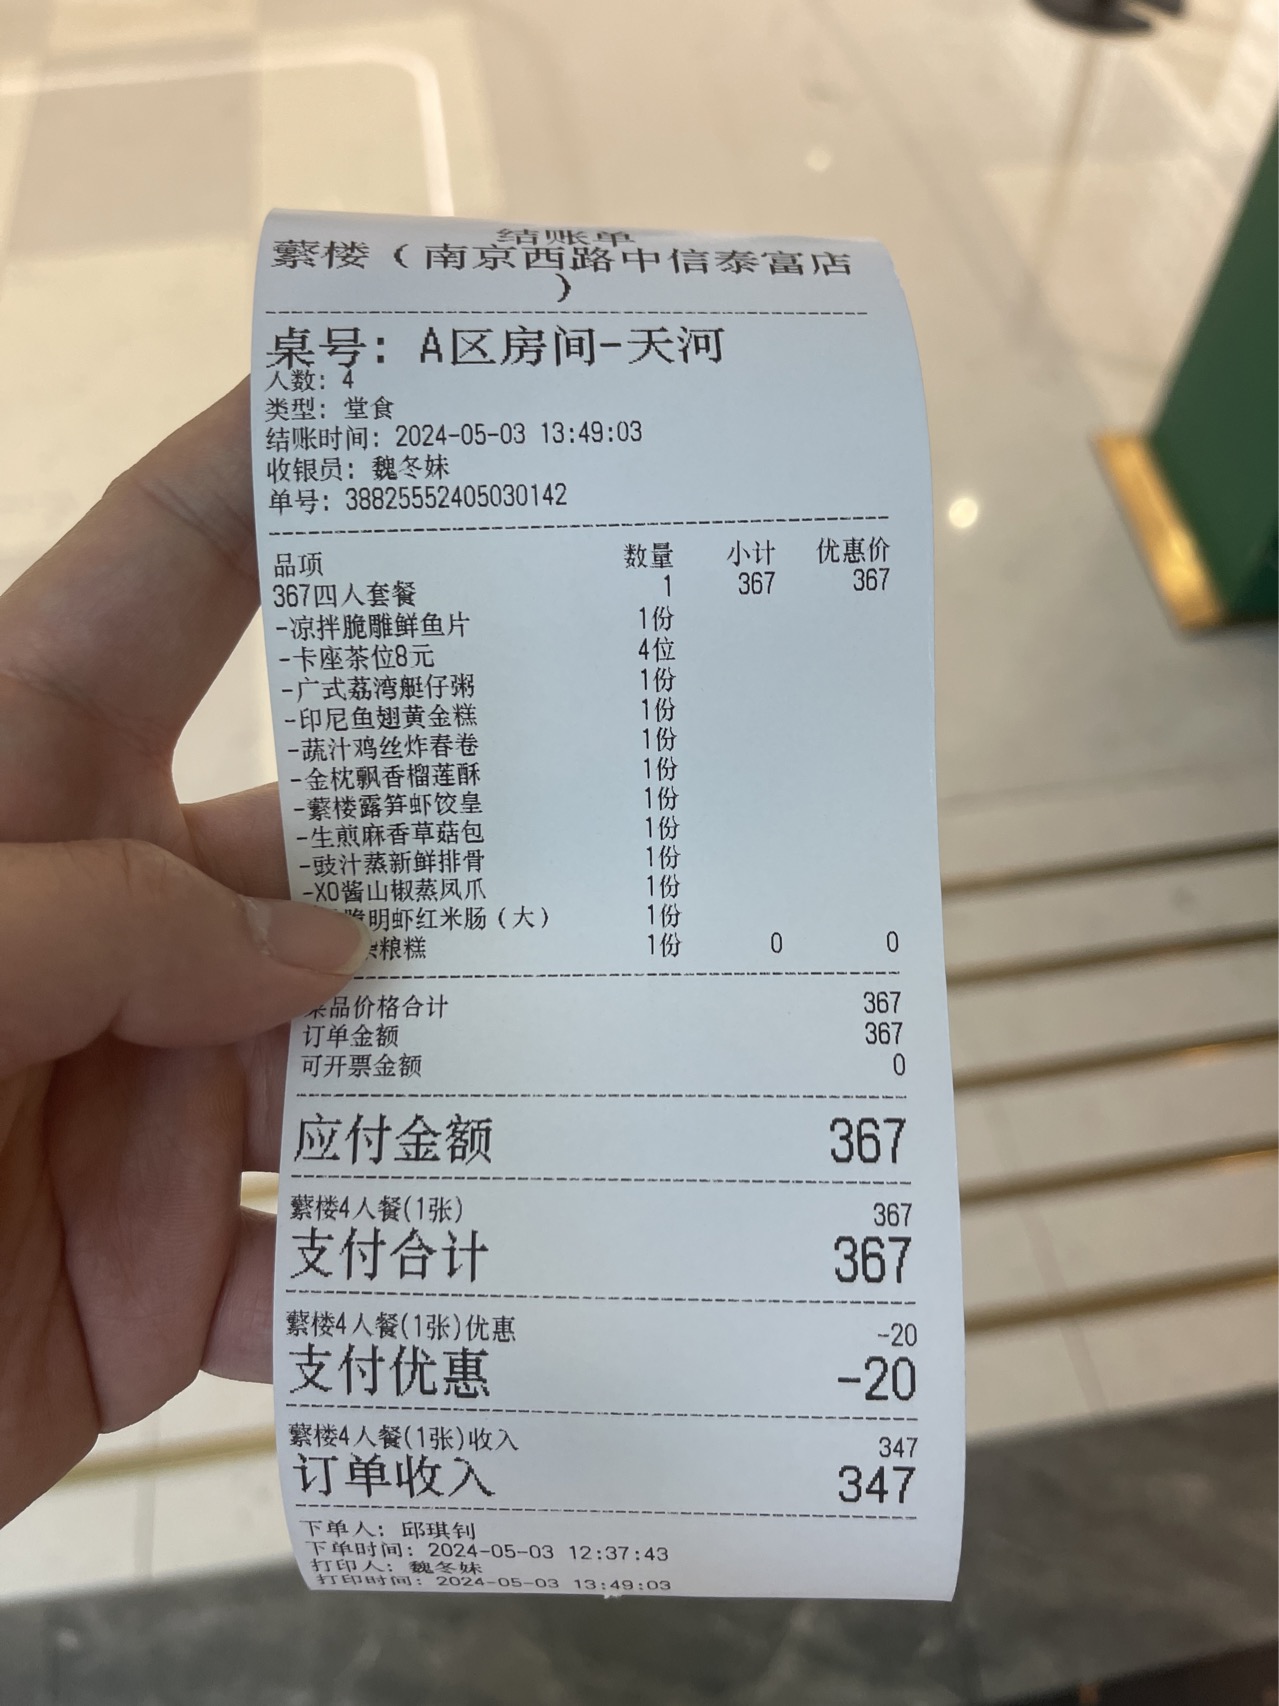 结账单
蘩楼（南京西路中信泰富店
）
桌号：A区房间-天河
人数：4
类型：堂食
结账时间：2024-05-03 13:49:03
收银员：魏冬妹
单号：38825552405030142
品项 数量 小计 优惠价
367四人套餐 1 367 367
-凉拌脆雕鲜鱼片 1份
-卡座茶位8元 4位
-广式荔湾艇仔粥 1份
-印尼鱼翅黄金糕 1份
-蔬汁鸡丝炸春卷 1份
-金枕飘香榴莲酥 1份
-蘩楼露笋虾饺皇 1份
-生煎麻香草菇包 1份
-豉汁蒸新鲜排骨 1份
-XO酱山椒蒸凤爪 1份
脆明虾红米肠（大） 1份
粮糕 1份 0 0
菜品价格合计 367
订单金额 367
可开票金额 0
应付金额 367
蘩楼4人餐(1张) 367
支付合计 367
蘩楼4人餐(1张)优惠 -20
支付优惠 -20
蘩楼4人餐(1张)收入 347
订单收入 347
下单人：邱琪钊
下单时间：2024-05-03 12:37:43
打印人：魏冬妹
打印时间：2024-05-03 13:49:03